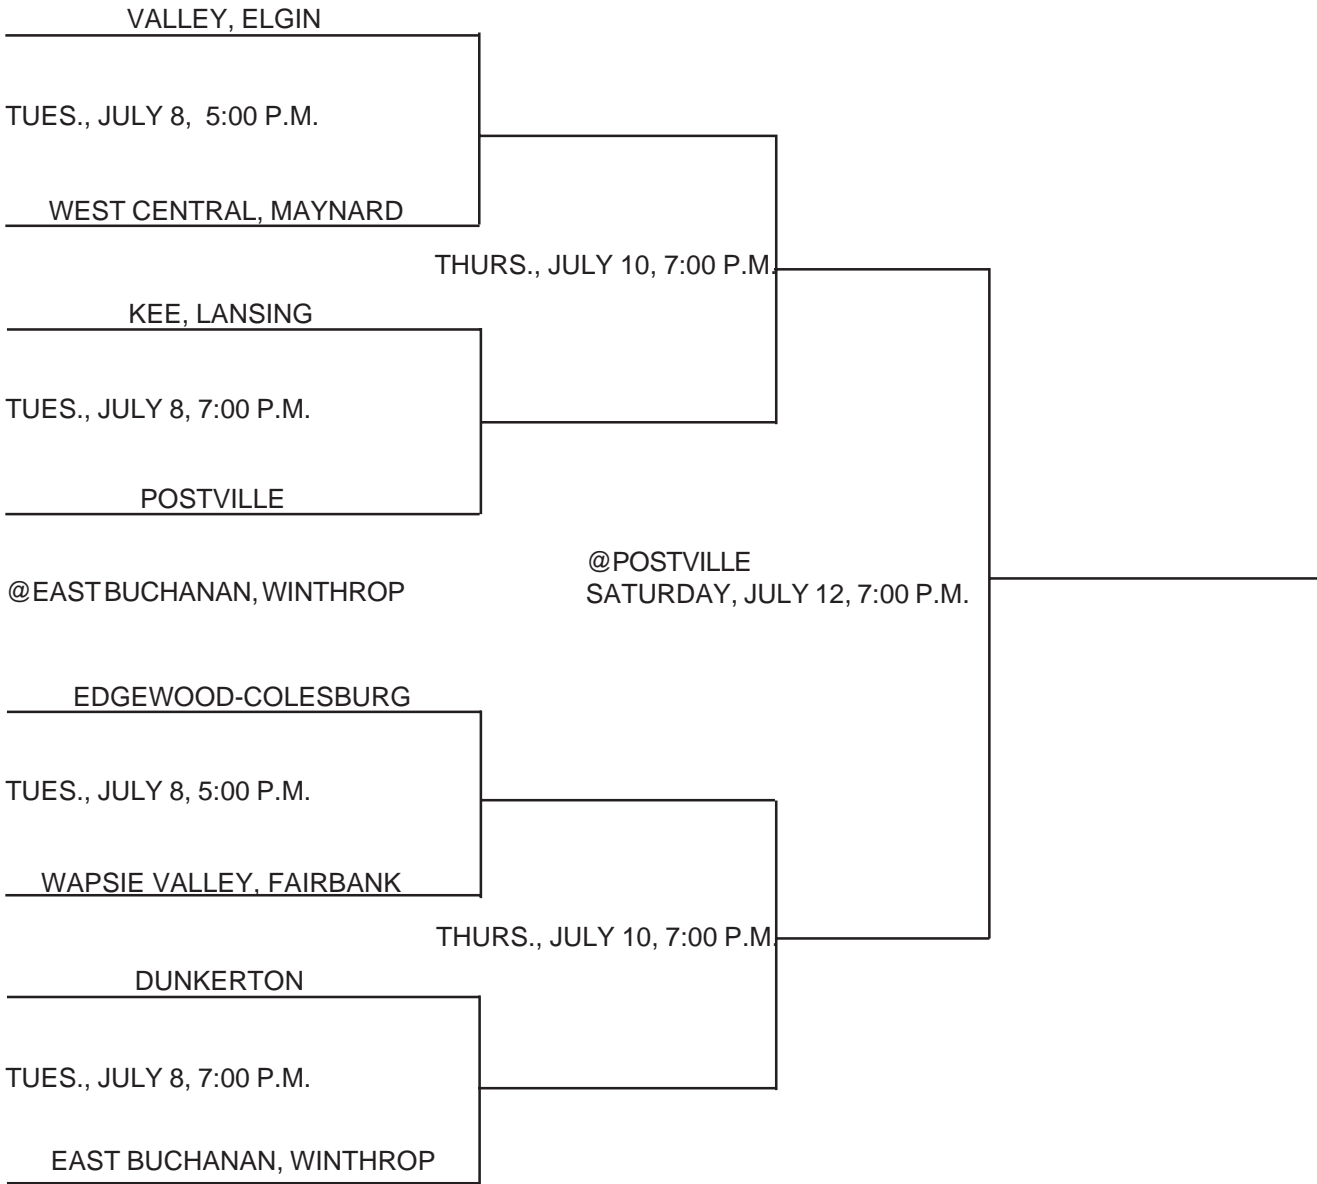 VALLEY, ELGIN
TUES., JULY 8, 5:00 P.M.
WEST CENTRAL, MAYNARD
THURS., JULY 10, 7:00 P.M.
KEE, LANSING
TUES., JULY 8, 7:00 P.M.
POSTVILLE
@EAST BUCHANAN, WINTHROP
@POSTVILLE
SATURDAY, JULY 12, 7:00 P.M.
EDGEWOOD-COLESBURG
TUES., JULY 8, 5:00 P.M.
WAPSIE VALLEY, FAIRBANK
THURS., JULY 10, 7:00 P.M.
DUNKERTON
TUES., JULY 8, 7:00 P.M.
EAST BUCHANAN, WINTHROP